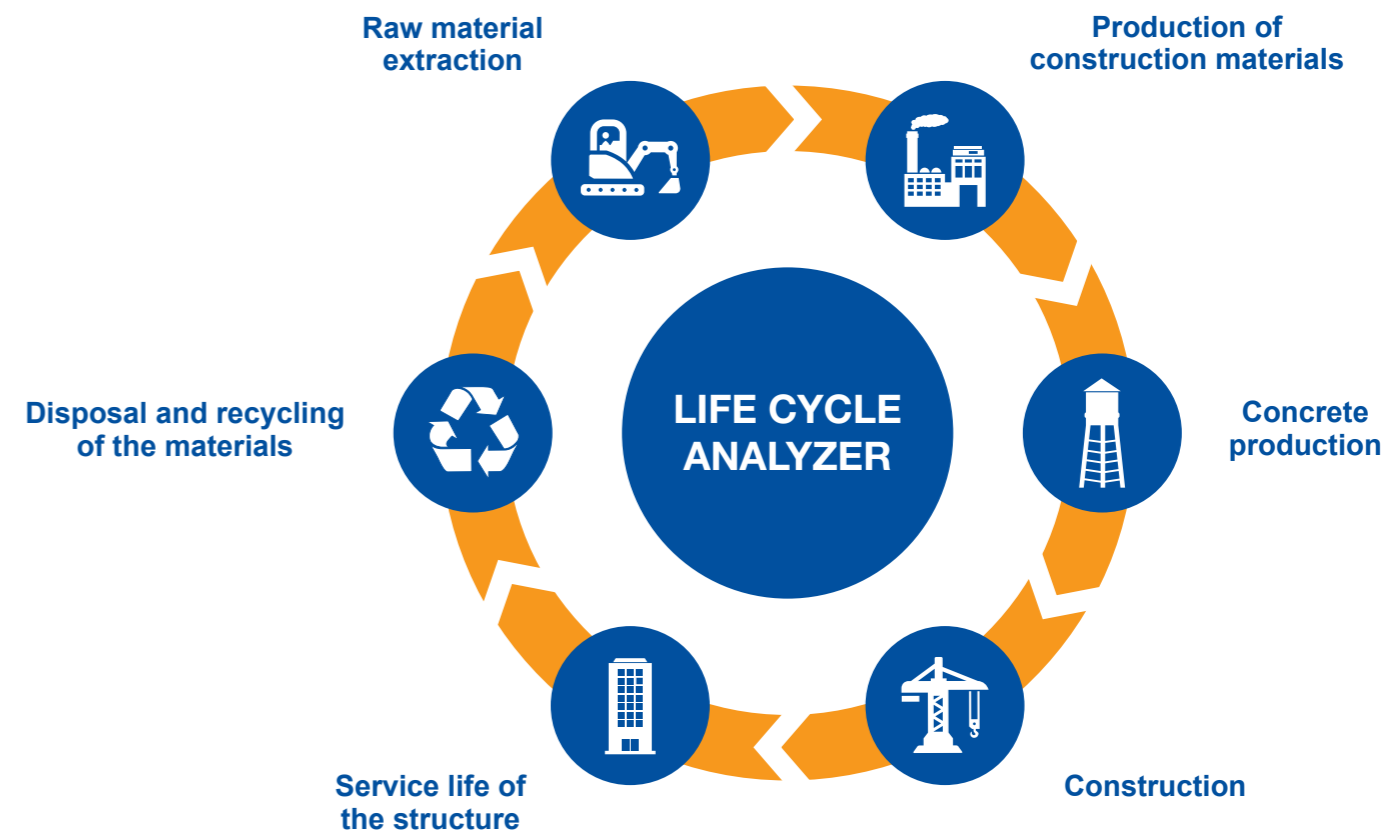 Raw material
extraction
Production of
construction materials
LIFE CYCLE
ANALYZER
Disposal and recycling
of the materials
Concrete
production
Service life of
the structure
Construction